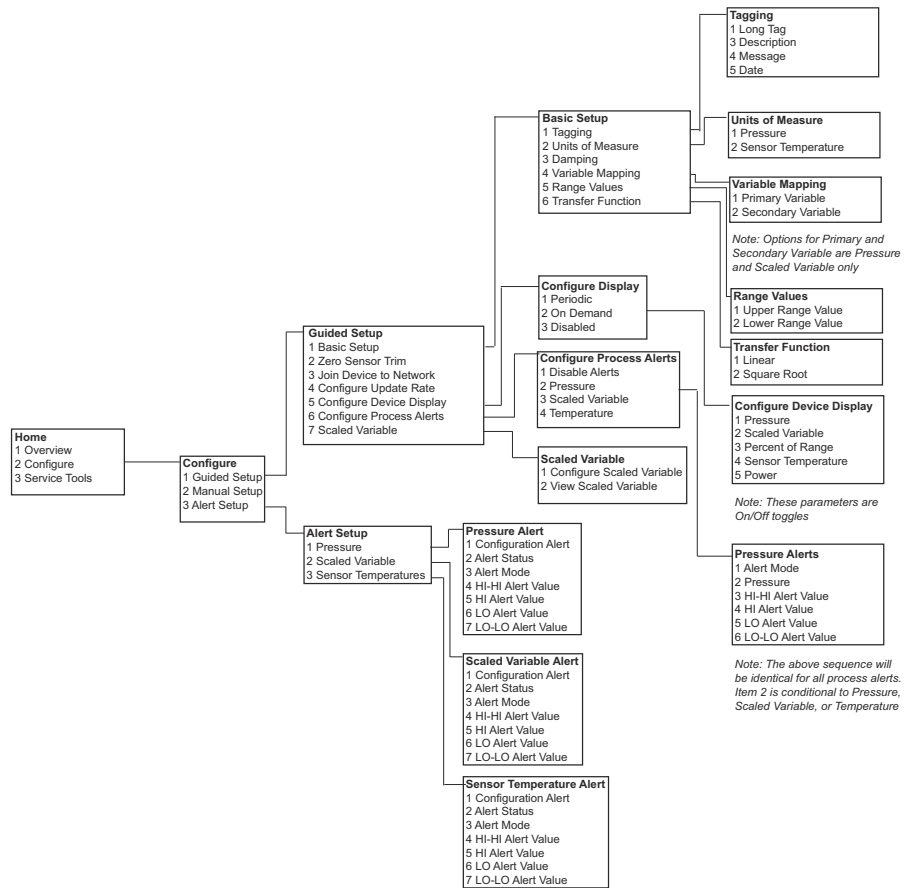 Home
1 Overview
2 Configure
3 Service Tools
Configure
1 Guided Setup
2 Manual Setup
3 Alert Setup
Guided Setup
1 Basic Setup
2 Zero Sensor Trim
3 Join Device to Network
4 Configure Update Rate
5 Configure Device Display
6 Configure Process Alerts
7 Scaled Variable
Alert Setup
1 Pressure
2 Scaled Variable
3 Sensor Temperatures
Basic Setup
1 Tagging
2 Units of Measure
3 Damping
4 Variable Mapping
5 Range Values
6 Transfer Function
Configure Display
1 Periodic
2 On Demand
3 Disabled
Configure Process Alerts
1 Disable Alerts
2 Pressure
3 Scaled Variable
4 Temperature
Scaled Variable
1 Configure Scaled Variable
2 View Scaled Variable
Pressure Alert
1 Configuration Alert
2 Alert Status
3 Alert Mode
4 HI-HI Alert Value
5 HI Alert Value
6 LO Alert Value
7 LO-LO Alert Value
Scaled Variable Alert
1 Configuration Alert
2 Alert Status
3 Alert Mode
4 HI-HI Alert Value
5 HI Alert Value
6 LO Alert Value
7 LO-LO Alert Value
Sensor Temperature Alert
1 Configuration Alert
2 Alert Status
3 Alert Mode
4 HI-HI Alert Value
5 HI Alert Value
6 LO Alert Value
7 LO-LO Alert Value
Tagging
1 Long Tag
3 Description
4 Message
5 Date
Units of Measure
1 Pressure
2 Sensor Temperature
Variable Mapping
1 Primary Variable
2 Secondary Variable
Note: Options for Primary and
Secondary Variable are Pressure
and Scaled Variable only
Range Values
1 Upper Range Value
2 Lower Range Value
Transfer Function
1 Linear
2 Square Root
Configure Device Display
1 Pressure
2 Scaled Variable
3 Percent of Range
4 Sensor Temperature
5 Power
Note: These parameters are
On/Off toggles
Pressure Alerts
1 Alert Mode
2 Pressure
3 HI-HI Alert Value
4 HI Alert Value
5 LO Alert Value
6 LO-LO Alert Value
Note: The above sequence will
be identical for all process alerts.
Item 2 is conditional to Pressure,
Scaled Variable, or Temperature